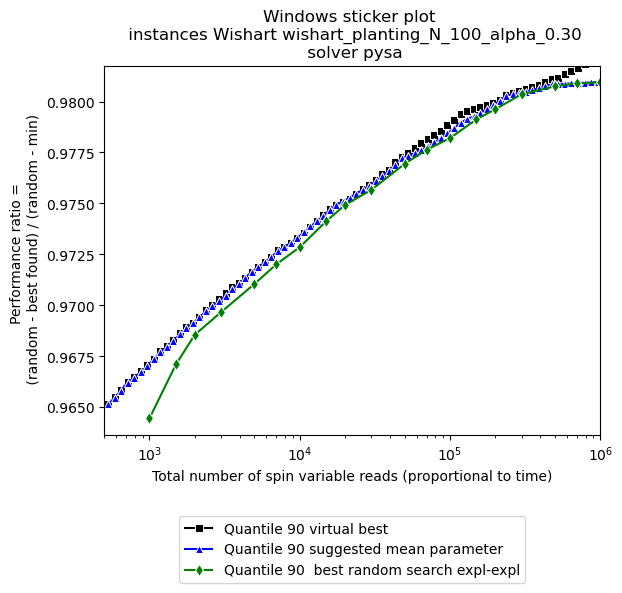 Windows sticker plot
instances Wishart wishart_planting_N_100_alpha_0.30
solver pysa
Performance ratio =
(random - best found) / (random - min)
0.9800
0.9775
0.9750
0.9725
0.9700
0.9675
0.9650
10³ 10⁴ 10⁵ 10⁶
Total number of spin variable reads (proportional to time)
Quantile 90 virtual best
Quantile 90 suggested mean parameter
Quantile 90  best random search expl-expl